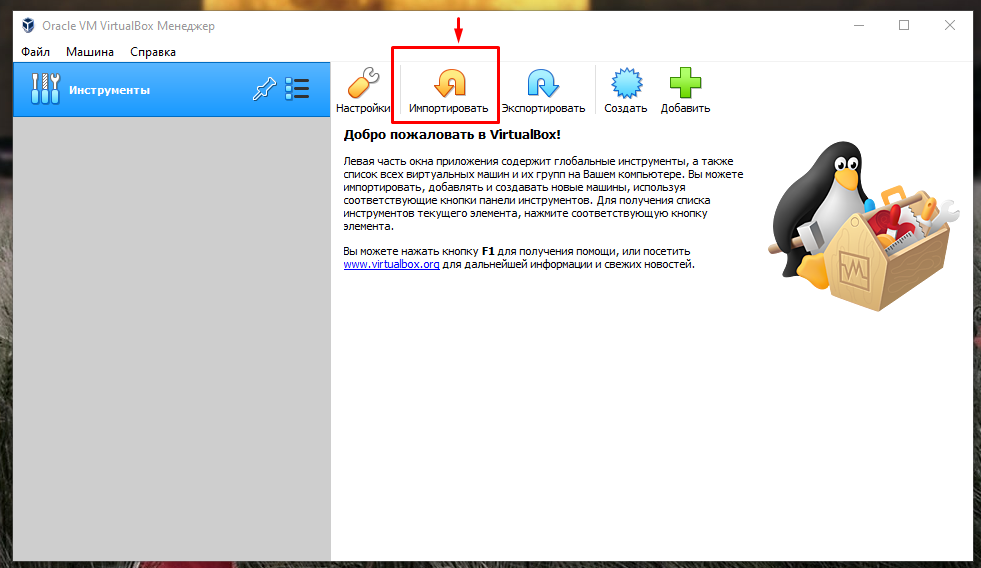 Oracle VM VirtualBox Менеджер
Файл Машина Справка
Инструменты
Настройки Импортировать Экспортировать Создать Добавить
Добро пожаловать в VirtualBox!
Левая часть окна приложения содержит глобальные инструменты, а также
список всех виртуальных машин и их групп на Вашем компьютере. Вы можете
импортировать, добавлять и создавать новые машины, используя
соответствующие кнопки панели инструментов. Для получения списка
инструментов текущего элемента, нажмите соответствующую кнопку
элемента.
Вы можете нажать кнопку F1 для получения помощи, или посетить
www.virtualbox.org для дальнейшей информации и свежих новостей.